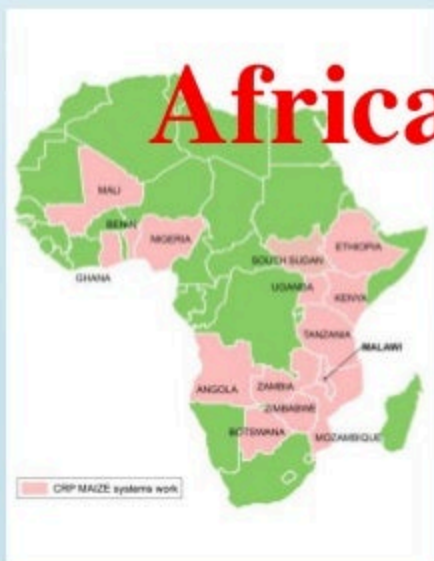 Africa
MALI
BENIN
NIGERIA
GHANA
SOUTH SUDAN
ETHIOPIA
UGANDA
KENYA
TANZANIA
MALAWI
ANGOLA
ZAMBIA
ZIMBABWE
BOTSWANA
MOZAMBIQUE
CRP MAIZE systems work